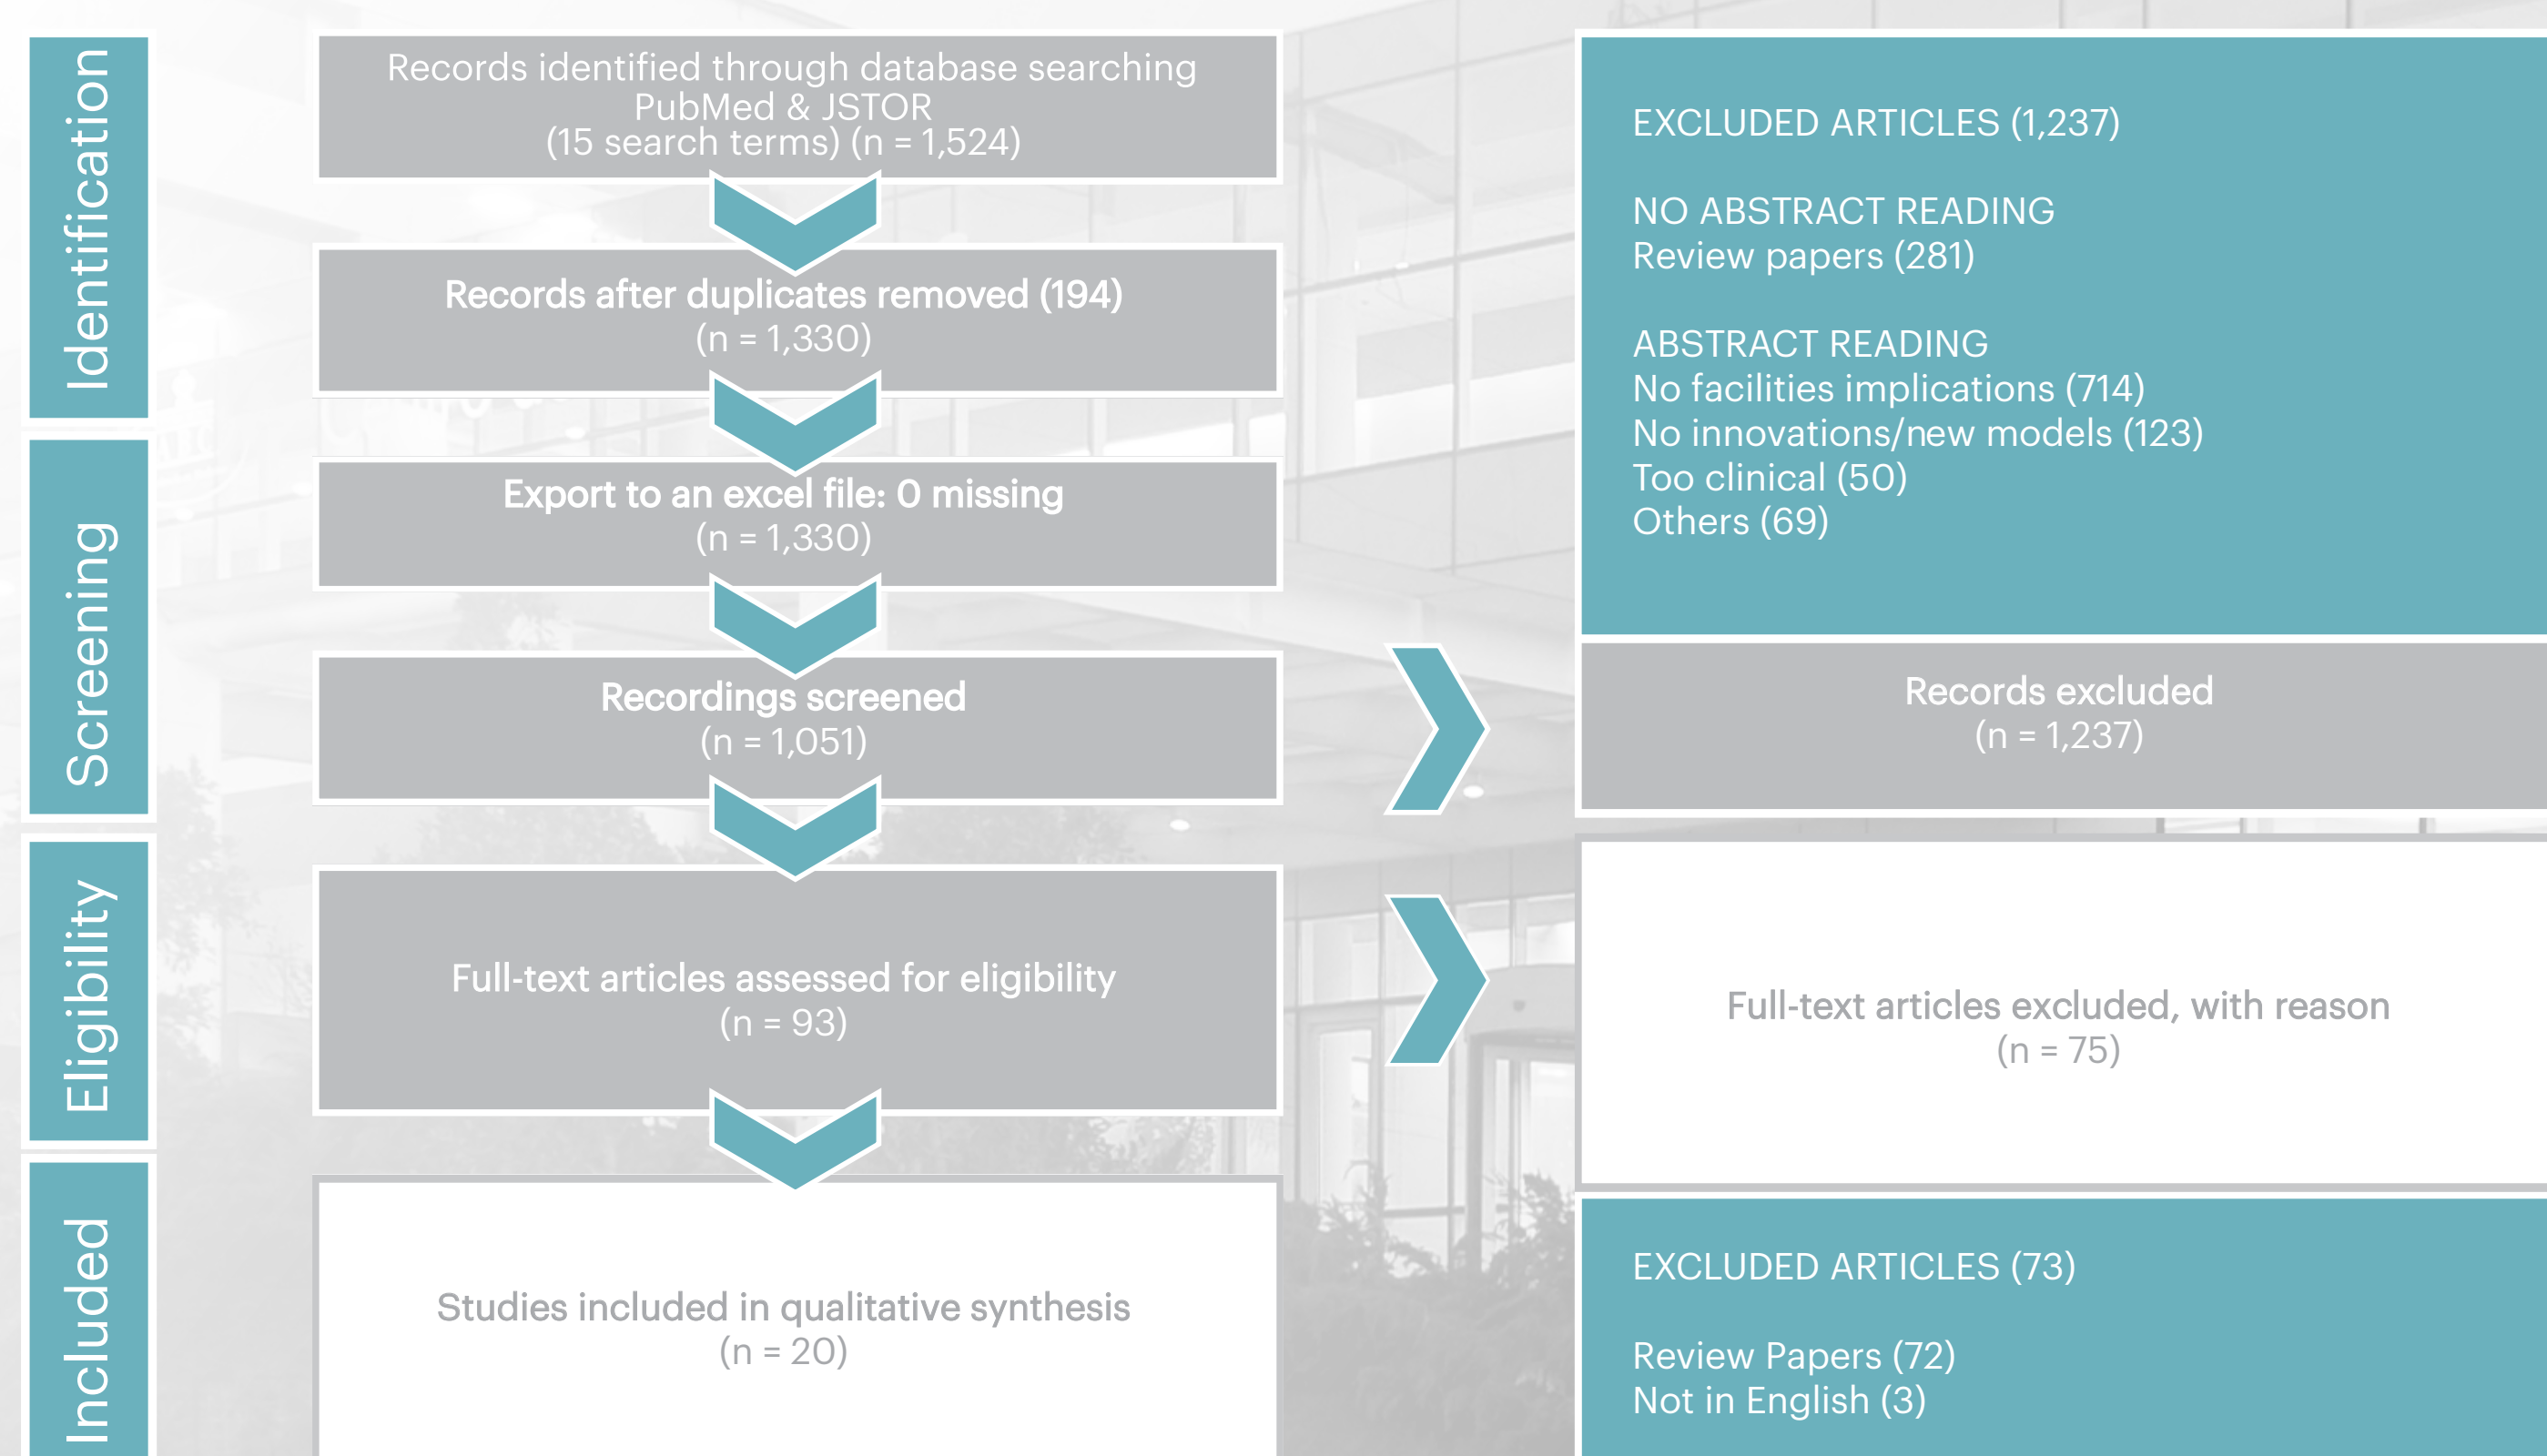 Identification
Records identified through database searching
PubMed & JSTOR
(15 search terms) (n = 1,524)
Records after duplicates removed (194)
(n = 1,330)
Screening
Export to an excel file: 0 missing
(n = 1,330)
Recordings screened
(n = 1,051)
EXCLUDED ARTICLES (1,237)
NO ABSTRACT READING
Review papers (281)
ABSTRACT READING
No facilities implications (714)
No innovations/new models (123)
Too clinical (50)
Others (69)
Records excluded
(n = 1,237)
Eligibility
Full-text articles assessed for eligibility
(n = 93)
Full-text articles excluded, with reason
(n = 75)
Included
Studies included in qualitative synthesis
(n = 20)
EXCLUDED ARTICLES (73)
Review Papers (72)
Not in English (3)